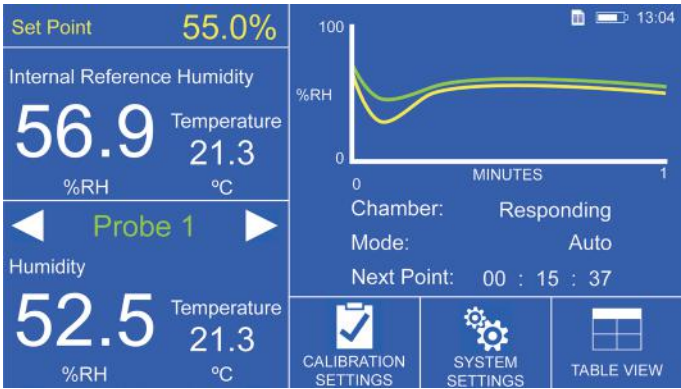 Set Point 55.0%
Internal Reference Humidity
56.9
Temperature
21.3
%RH ºC
Probe 1
Humidity
52.5
Temperature
21.3
%RH ºC
13:04
100
%RH
0
0 MINUTES 1
Chamber: Responding
Mode: Auto
Next Point: 00 : 15 : 37
CALIBRATION
SETTINGS
SYSTEM
SETTINGS
TABLE VIEW